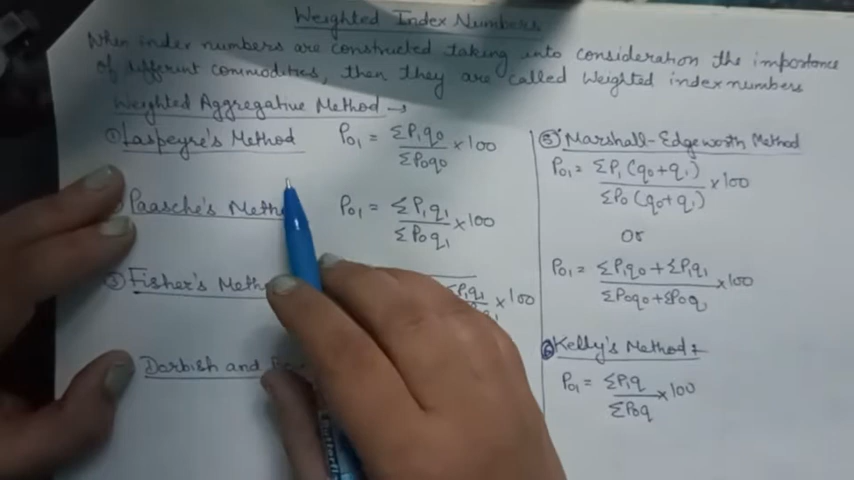 Weighted Index Numbers
When index numbers are constructed taking into consideration the importance
of different commodities, then they are called Weighted index numbers
Weighted Aggregative Method →
① Laspeyre's Method P01 = ΣP1q0 / ΣP0q0 × 100
Paasche's P01 = ΣP1q1 / ΣP0q1 × 100
③ Fisher's × 100
Dorbish and
⑤ Marshall-Edgeworth Method
P01 = ΣP1(q0+q1) / ΣP0(q0+q1) × 100
Or
P01 = ΣP1q0 + ΣP1q1 / ΣP0q0 + ΣP0q1 × 100
⑥ Kelly's Method
P01 = ΣP1q / ΣP0q × 100